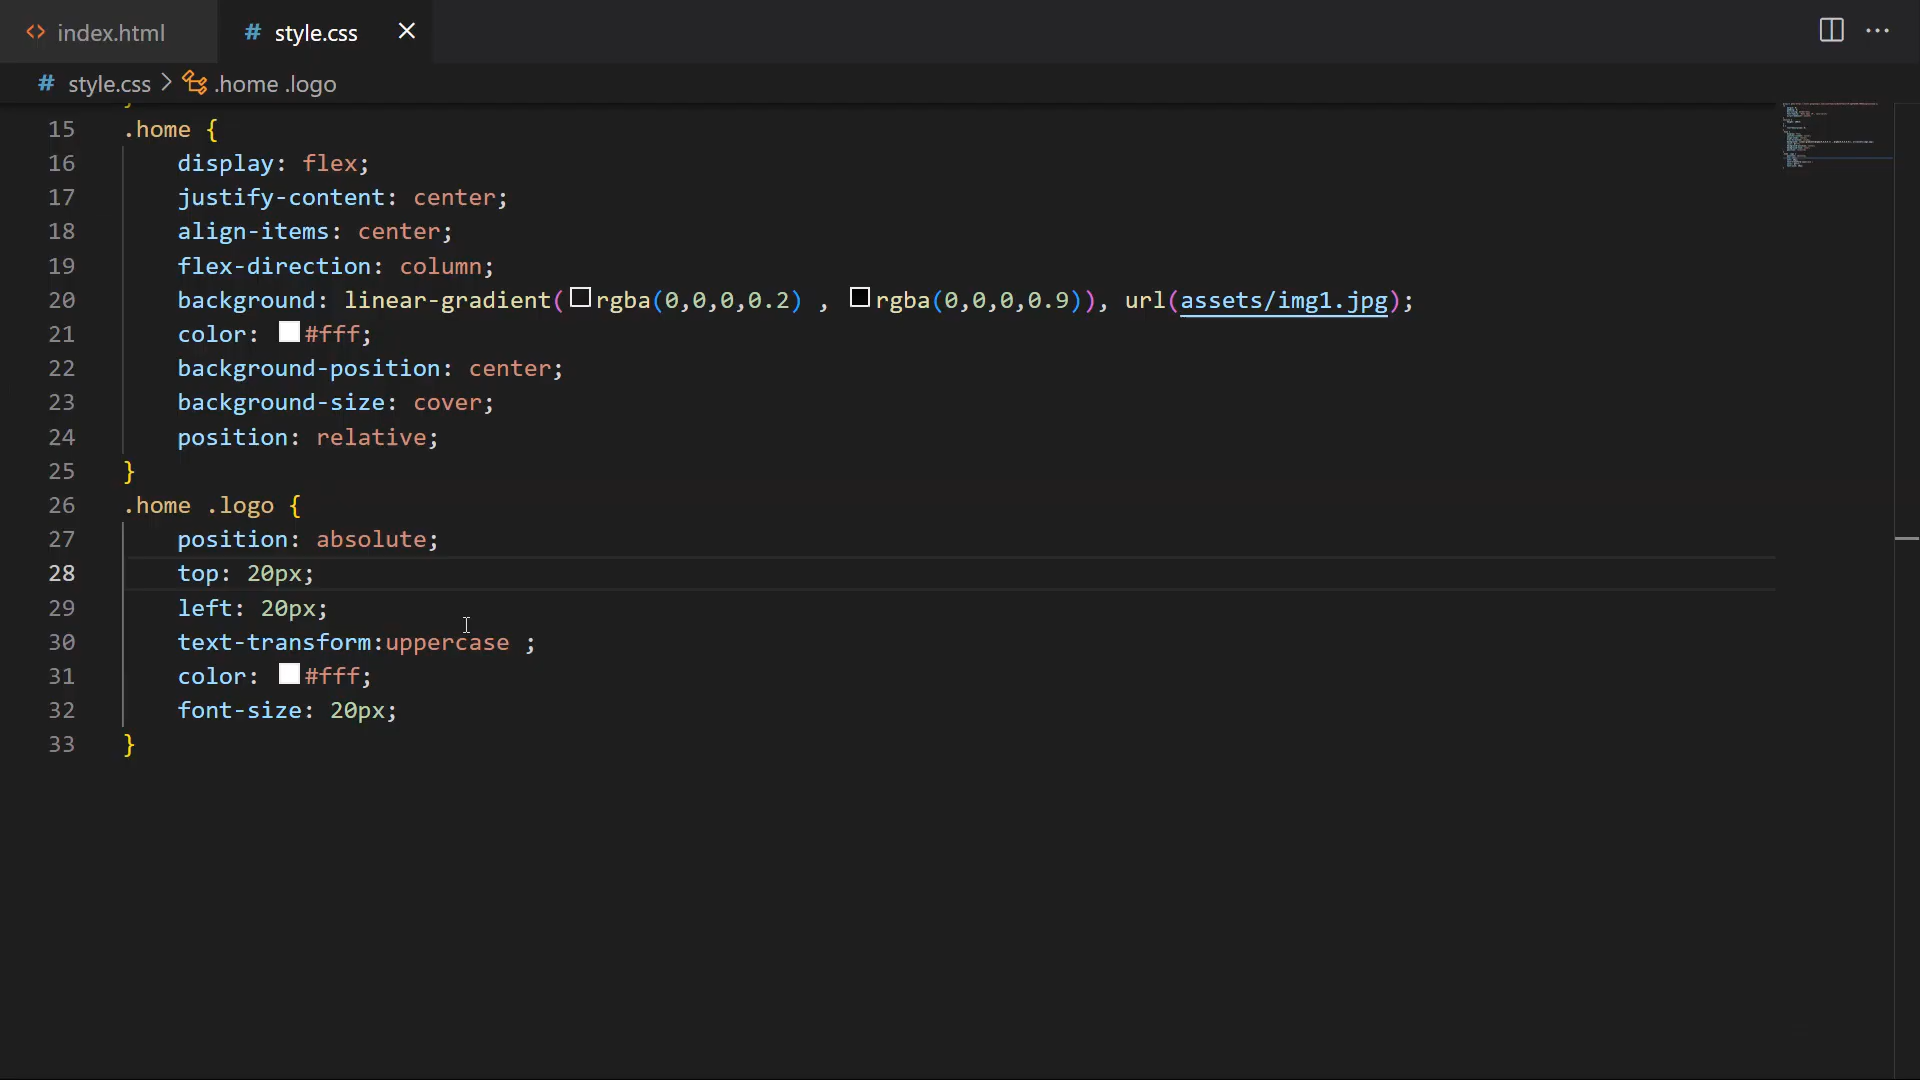 index.html
style.css
style.css > .home .logo
15 .home {
16 display: flex;
17 justify-content: center;
18 align-items: center;
19 flex-direction: column;
20 background: linear-gradient(rgba(0,0,0,0.2) , rgba(0,0,0,0.9)), url(assets/img1.jpg);
21 color: #fff;
22 background-position: center;
23 background-size: cover;
24 position: relative;
25 }
26 .home .logo {
27 position: absolute;
28 top: 20px;
29 left: 20px;
30 text-transform:uppercase ;
31 color: #fff;
32 font-size: 20px;
33 }